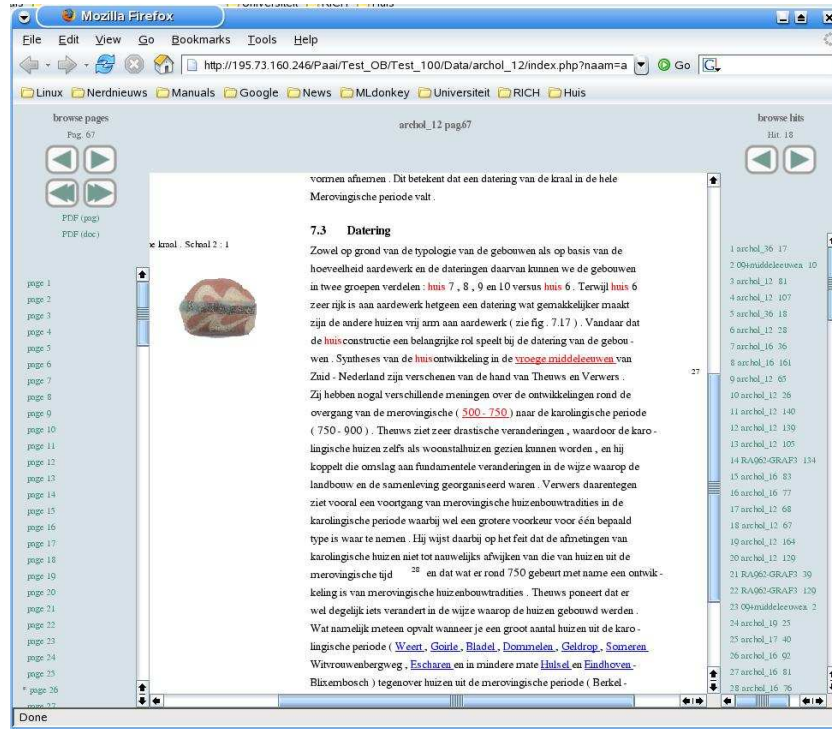 Mozilla Firefox
File Edit View Go Bookmarks Tools Help
http://195.73.160.246/Paai/Test_OB/Test_100/Data/archol_12/index.php?naam=a Go G
Linux Nerdnieuws Manuals Google News MLdonkey Universiteit RICH Huis
browse pages
Pag. 67
PDF (pag)
PDF (doc)
page 1
page 2
page 3
page 4
page 5
page 6
page 7
page 8
page 9
page 10
page 11
page 12
page 13
page 14
page 15
page 16
page 17
page 18
page 19
page 20
page 21
page 22
page 23
page 24
page 25
* page 26
archol_12 pag.67
vormen afnemen . Dit betekent dat een datering van de kraal in de hele
Merovingische periode valt .
kraal . Schaal 2 : 1
7.3 Datering
Zowel op grond van de typologie van de gebouwen als op basis van de
hoeveelheid aardewerk en de dateringen daarvan kunnen we de gebouwen
in twee groepen verdelen : huis 7 , 8 , 9 en 10 versus huis 6 . Terwijl huis 6
zeer rijk is aan aardewerk hetgeen een datering wat gemakkelijker maakt
zijn de andere huizen vrij arm aan aardewerk ( zie fig . 7.17 ) . Vandaar dat
de huisconstructie een belangrijke rol speelt bij de datering van de gebou -
wen . Syntheses van de huisontwikkeling in de vroege middeleeuwen van
Zuid - Nederland zijn verschenen van de hand van Theuws en Verwers .
27
Zij hebben nogal verschillende meningen over de ontwikkelingen rond de
overgang van de merovingische ( 500 - 750 ) naar de karolingische periode
( 750 - 900 ) . Theuws ziet zeer drastische veranderingen , waardoor de karo -
lingische huizen zelfs als woonstalhuizen gezien kunnen worden , en hij
koppelt die omslag aan fundamentele veranderingen in de wijze waarop de
landbouw en de samenleving georganiseerd waren . Verwers daarentegen
ziet vooral een voortgang van merovingische huizenbouwtradities in de
karolingische periode waarbij wel een grotere voorkeur voor één bepaald
type is waar te nemen . Hij wijst daarbij op het feit dat de afmetingen van
karolingische huizen niet tot nauwelijks afwijken van die van huizen uit de
merovingische tijd 28 en dat wat er rond 750 gebeurt met name een ontwik -
keling is van merovingische huizenbouwtradities . Theuws poneert dat er
wel degelijk iets verandert in de wijze waarop de huizen gebouwd werden .
Wat namelijk meteen opvalt wanneer je een groot aantal huizen uit de karo -
lingische periode ( Weert , Goirle , Bladel , Dommelen , Geldrop , Someren
Witvrouwenbergweg , Escharen en in mindere mate Hulsel en Eindhoven -
Blixembosch ) tegenover huizen uit de merovingische periode ( Berkel -
browse hits
Hit. 18
1 archol_36 17
2 09+middeleeuwen 10
3 archol_12 81
4 archol_12 107
5 archol_36 18
6 archol_12 28
7 archol_16 36
8 archol_16 161
9 archol_12 65
10 archol_12 26
11 archol_12 140
12 archol_12 139
13 archol_12 105
14 RA962-GRAF3 134
15 archol_16 83
16 archol_16 77
17 archol_12 68
18 archol_12 67
19 archol_12 164
20 archol_12 129
21 RA962-GRAF3 39
22 RA962-GRAF3 129
23 09+middeleeuwen 2
24 archol_19 25
25 archol_17 40
26 archol_16 92
27 archol_16 81
28 archol_16 76
Done